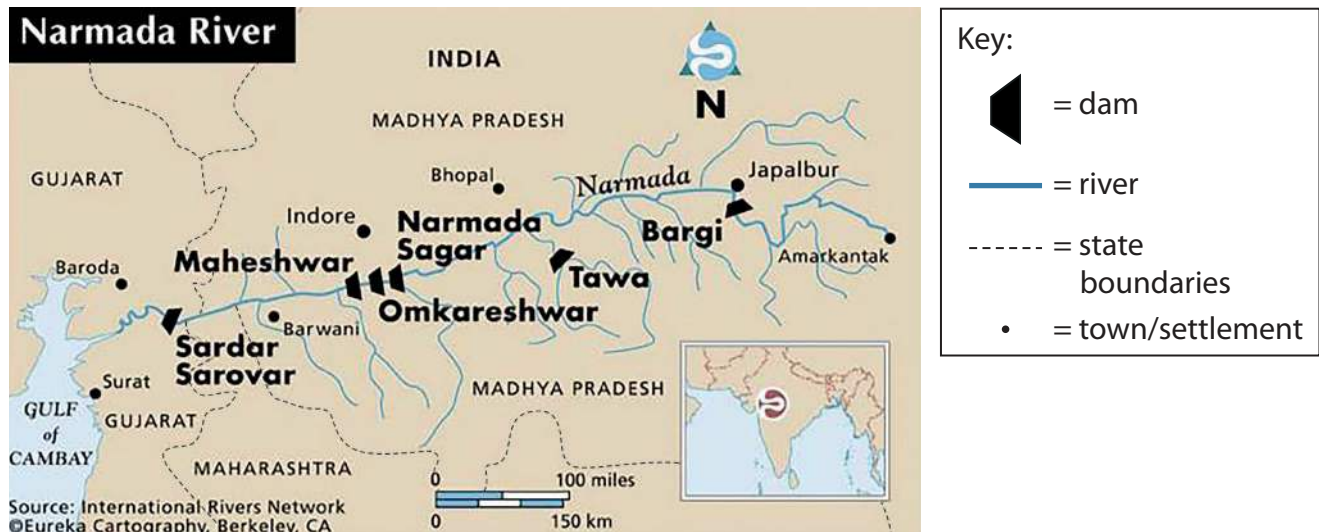 Narmada River
INDIA
N
MADHYA PRADESH
GUJARAT
Bhopal
Narmada
Japalbur
Indore
Narmada
Sagar
Bargi
Amarkantak
Baroda
Maheshwar
Tawa
Omkareshwar
Barwani
Sardar
Sarovar
Surat
MADHYA PRADESH
GULF
of
CAMBAY
GUJARAT
MAHARASHTRA
0 100 miles
0 150 km
Source: International Rivers Network
©Eureka Cartography, Berkeley, CA
Key:
= dam
= river
= state
boundaries
= town/settlement